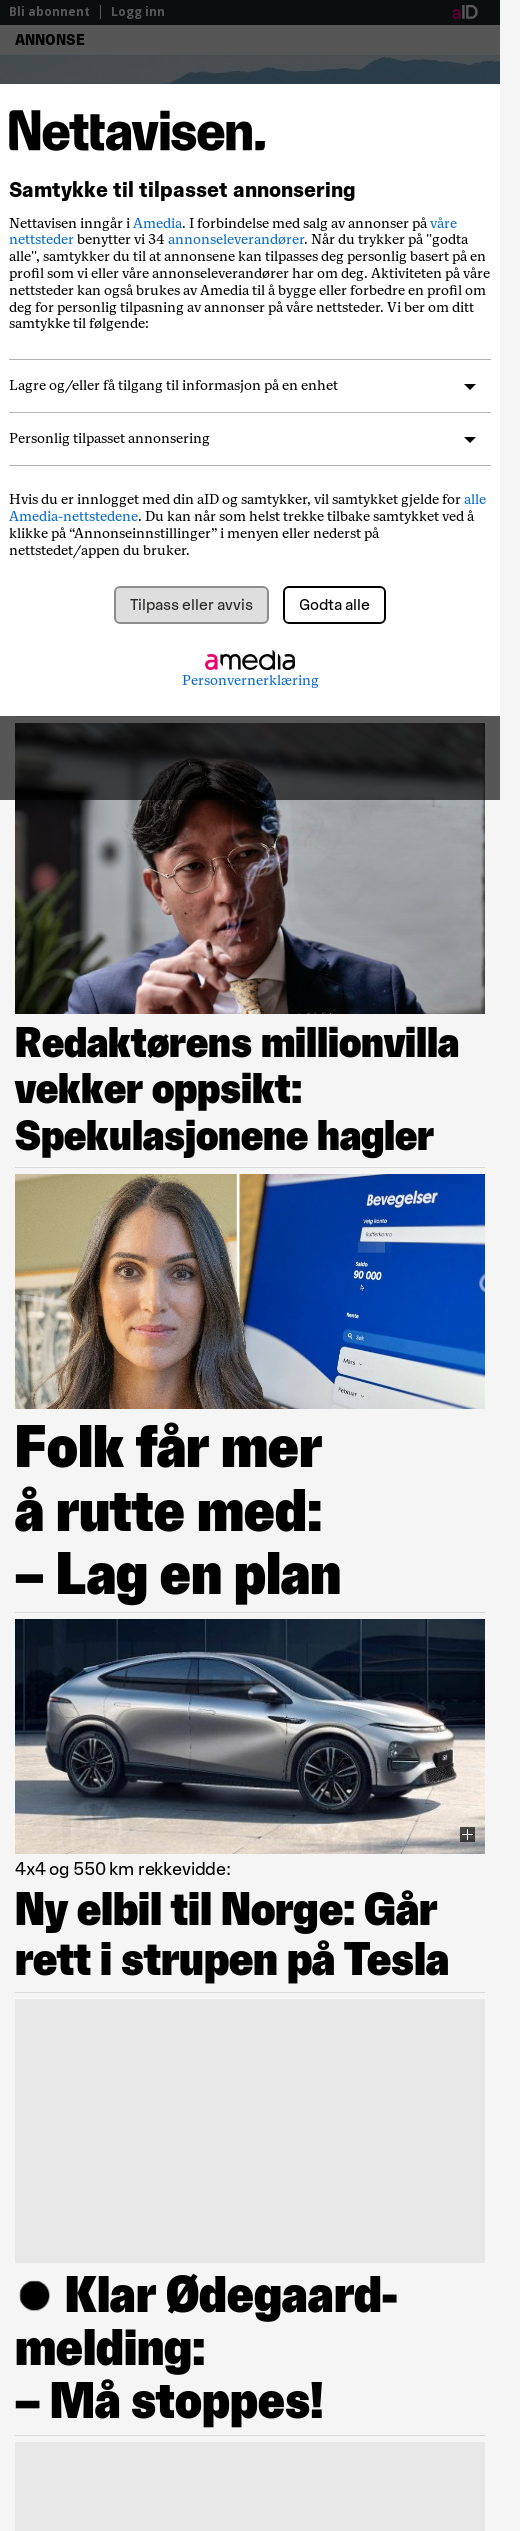 Bli abonnent | Logg inn
aID
ANNONSE
Nettavisen.
Samtykke til tilpasset annonsering
Nettavisen inngår i Amedia. I forbindelse med salg av annonser på våre
nettsteder benytter vi 34 annonseleverandører. Når du trykker på "godta
alle", samtykker du til at annonsene kan tilpasses deg personlig basert på en
profil som vi eller våre annonseleverandører har om deg. Aktiviteten på våre
nettsteder kan også brukes av Amedia til å bygge eller forbedre en profil om
deg for personlig tilpasning av annonser på våre nettsteder. Vi ber om ditt
samtykke til følgende:
Lagre og/eller få tilgang til informasjon på en enhet
Personlig tilpasset annonsering
Hvis du er innlogget med din aID og samtykker, vil samtykket gjelde for alle
Amedia-nettstedene. Du kan når som helst trekke tilbake samtykket ved å
klikke på “Annonseinnstillinger” i menyen eller nederst på
nettstedet/appen du bruker.
Tilpass eller avvis
Godta alle
amedia
Personvernerklæring
Redaktørens millionvilla
vekker oppsikt:
Spekulasjonene hagler
Bevegelser
Velg konto
Bufferkonto
Saldo
90 000
Rente
Søk
Mars
Februar
Folk får mer
å rutte med:
– Lag en plan
4x4 og 550 km rekkevidde:
Ny elbil til Norge: Går
rett i strupen på Tesla
● Klar Ødegaard-
melding:
– Må stoppes!